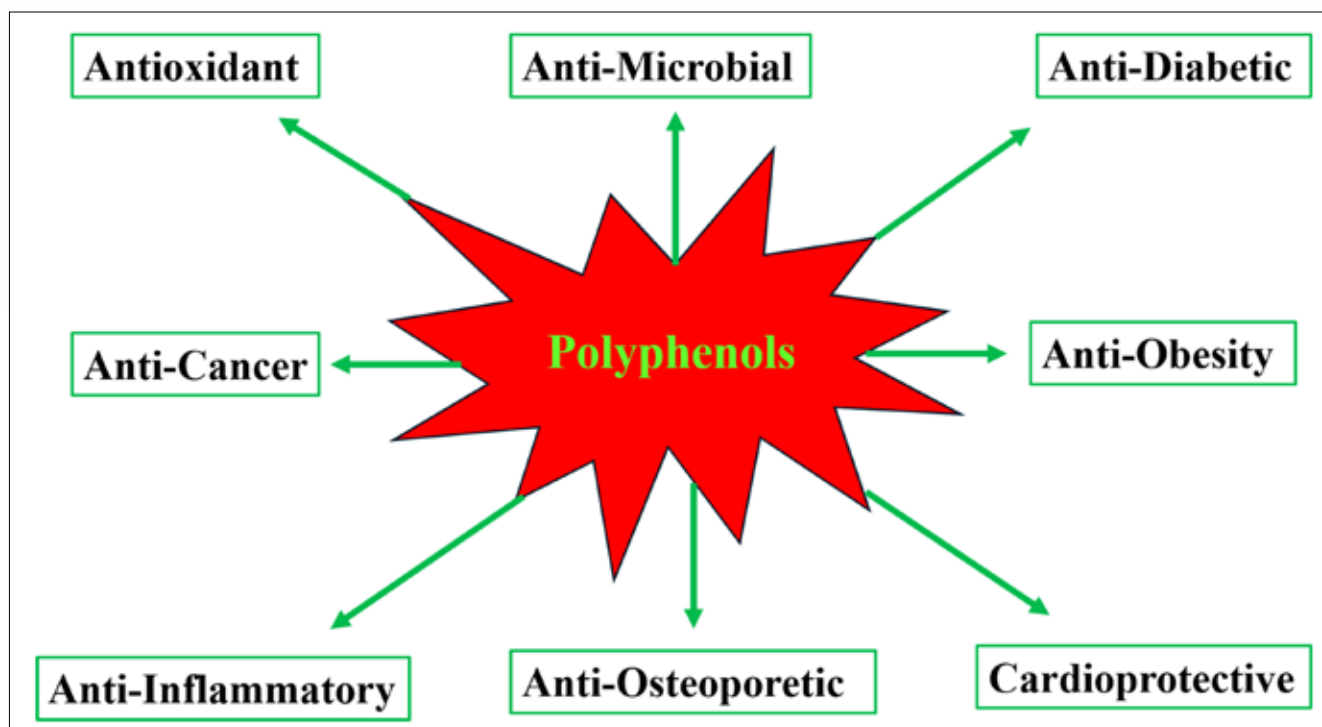 Antioxidant
Anti-Microbial
Anti-Diabetic
Anti-Cancer
Polyphenols
Anti-Obesity
Anti-Inflammatory
Anti-Osteoporetic
Cardioprotective